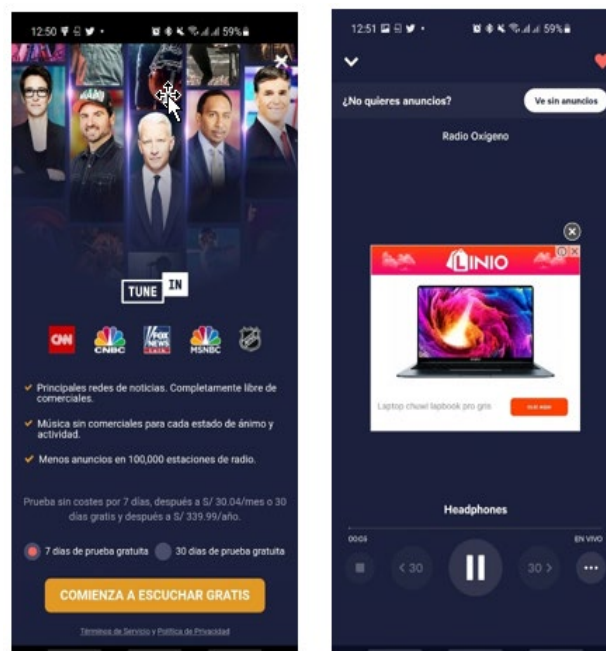 12:50
59%
TUNE IN
CNN
CNBC
FOX NEWS talk
MSNBC
NHL
Principales redes de noticias. Completamente libre de
comerciales.
Música sin comerciales para cada estado de ánimo y
actividad.
Menos anuncios en 100,000 estaciones de radio.
Prueba sin costes por 7 días, después a S/ 30.04/mes o 30
días gratis y después a S/ 339.99/año.
7 días de prueba gratuita 30 días de prueba gratuita
COMIENZA A ESCUCHAR GRATIS
Términos de Servicio y Política de Privacidad
12:51
59%
¿No quieres anuncios? Ve sin anuncios
Radio Oxígeno
LINIO
Laptop chuwi lapbook pro gris
Headphones
00:03 EN VIVO
30 30